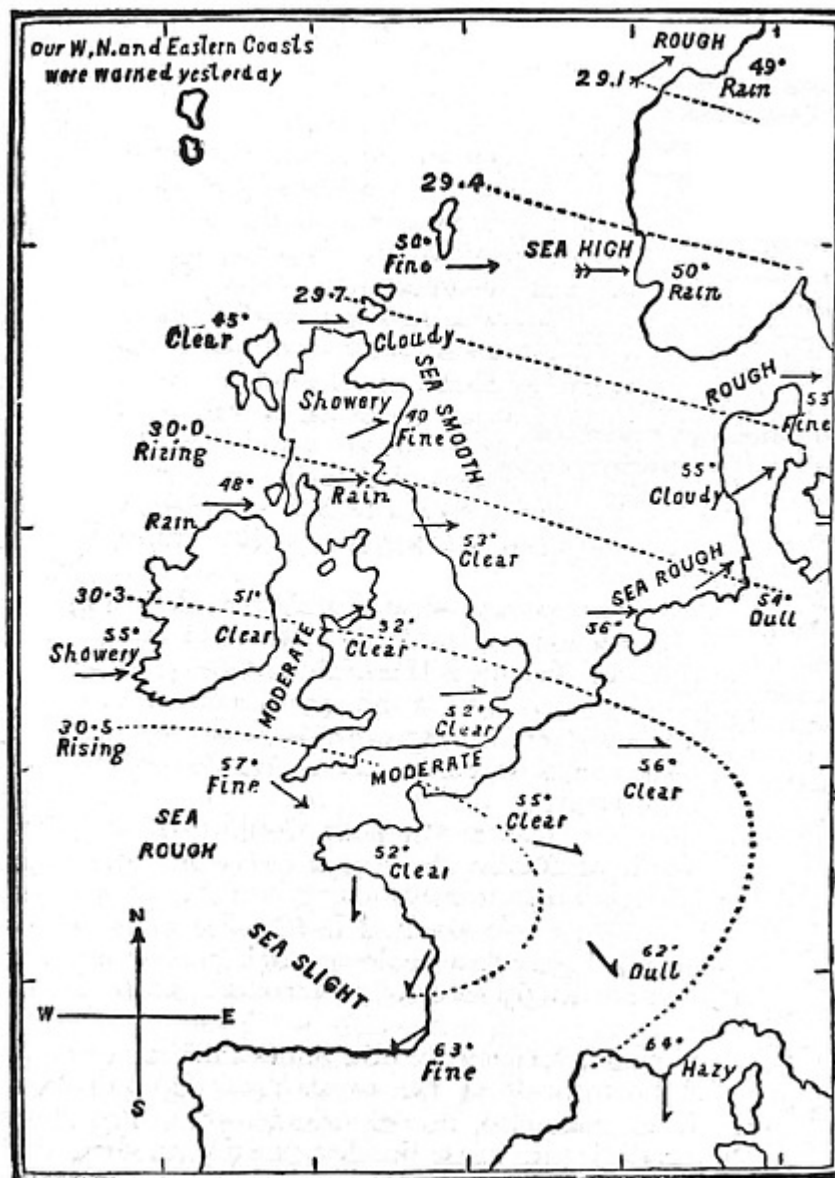 Our W, N. and Eastern Coasts
were warned yesterday
ROUGH
49°
Rain
29.1
29.4
50°
Fine
SEA HIGH
50°
Rain
29.7
45°
Clear
Cloudy
SEA SMOOTH
ROUGH
53
Fine
Showery
40
Fine
30.0
Rizing
55°
Cloudy
48°
Rain
Rain
53°
Clear
SEA ROUGH
30.3
51°
Clear
54°
Dull
56°
55°
Showery
52°
Clear
MODERATE
52°
Clear
30.5
Rising
57°
Fine
MODERATE
56°
Clear
55°
Clear
SEA
ROUGH
52°
Clear
SEA SLIGHT
62°
Dull
N
W
E
S
63°
Fine
64°
Hazy